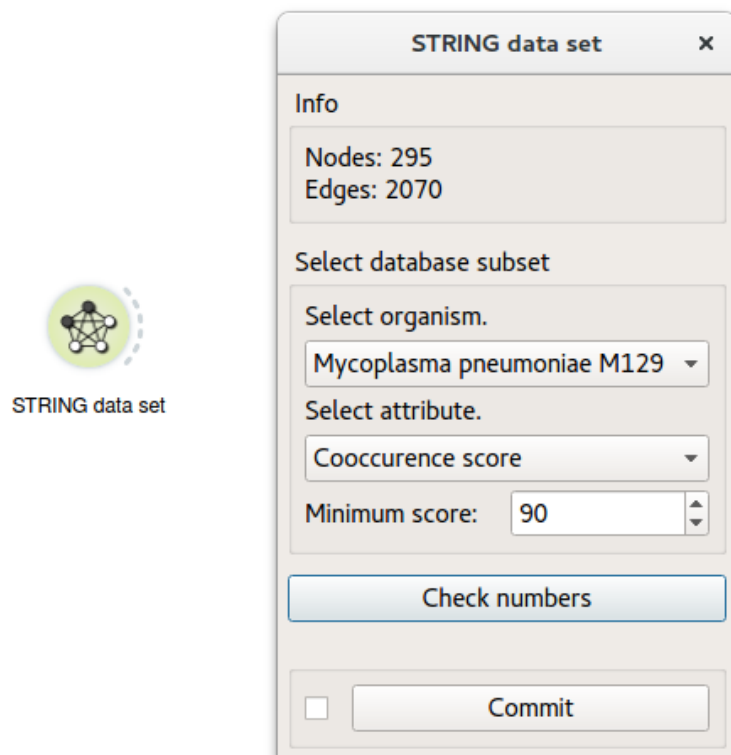 STRING data set
Info
Nodes: 295
Edges: 2070
Select database subset
Select organism.
Mycoplasma pneumoniae M129
Select attribute.
Cooccurence score
Minimum score: 90
Check numbers
Commit
STRING data set